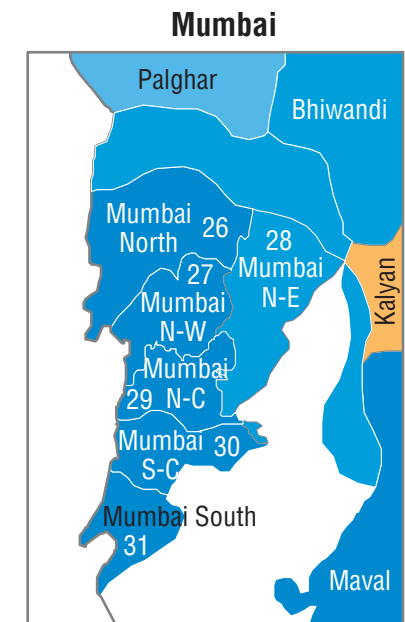 Mumbai
Palghar
Bhiwandi
Mumbai
North 26
28
Mumbai
N-E
27
Mumbai
N-W
Kalyan
Mumbai
29 N-C
Mumbai 30
S-C
Mumbai South
31
Maval